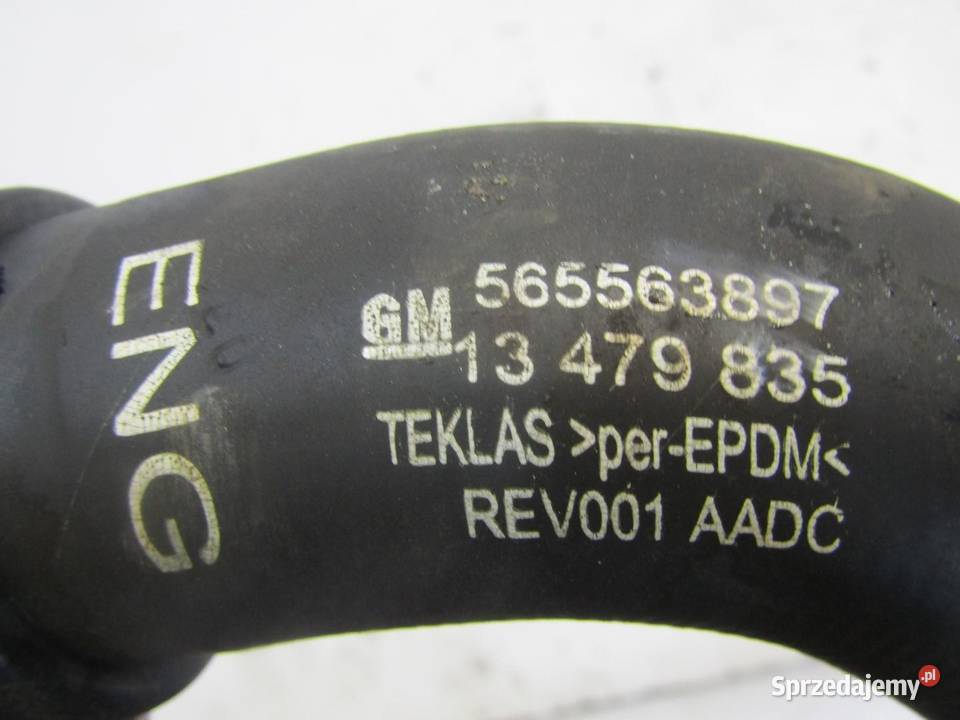 ENG
GM 565563897
13 479 835
TEKLAS >per-EPDM<
REV001 AADC
Sprzedajemy.pl